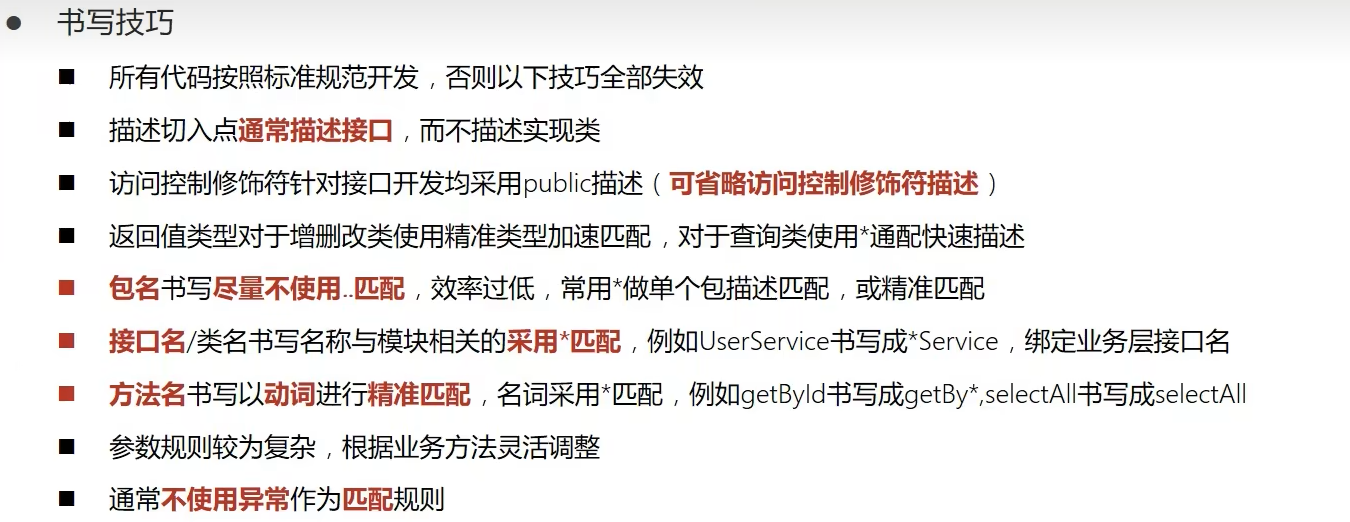 书写技巧
所有代码按照标准规范开发，否则以下技巧全部失效
描述切入点通常描述接口，而不描述实现类
访问控制修饰符针对接口开发均采用public描述（可省略访问控制修饰符描述）
返回值类型对于增删改类使用精准类型加速匹配，对于查询类使用*通配快速描述
包名书写尽量不使用..匹配，效率过低，常用*做单个包描述匹配，或精准匹配
接口名/类名书写名称与模块相关的采用*匹配，例如UserService书写成*Service，绑定业务层接口名
方法名书写以动词进行精准匹配，名词采用*匹配，例如getById书写成getBy*,selectAll书写成selectAll
参数规则较为复杂，根据业务方法灵活调整
通常不使用异常作为匹配规则